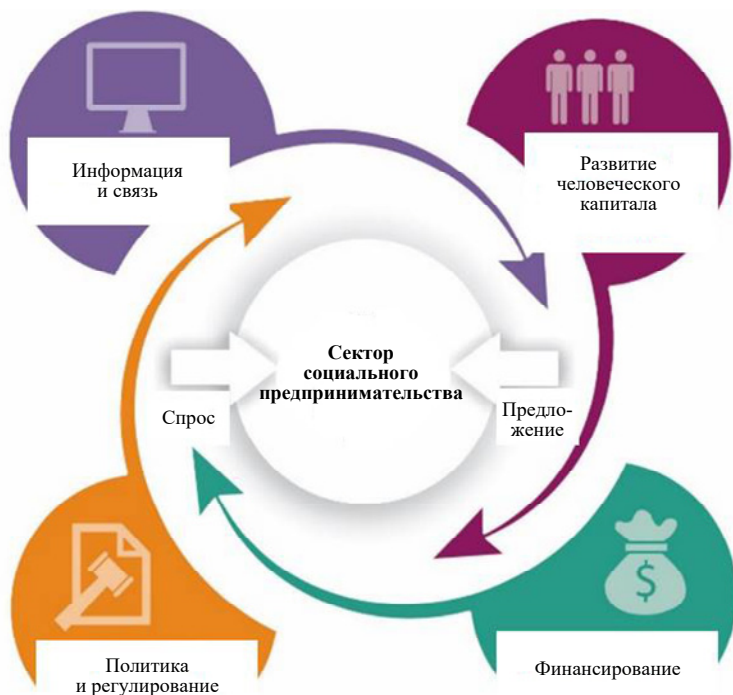 Информация
и связь
Развитие
человеческого
капитала
Сектор
социального
предпринимательства
Спрос
Предло-
жение
$
Политика
и регулирование
Финансирование